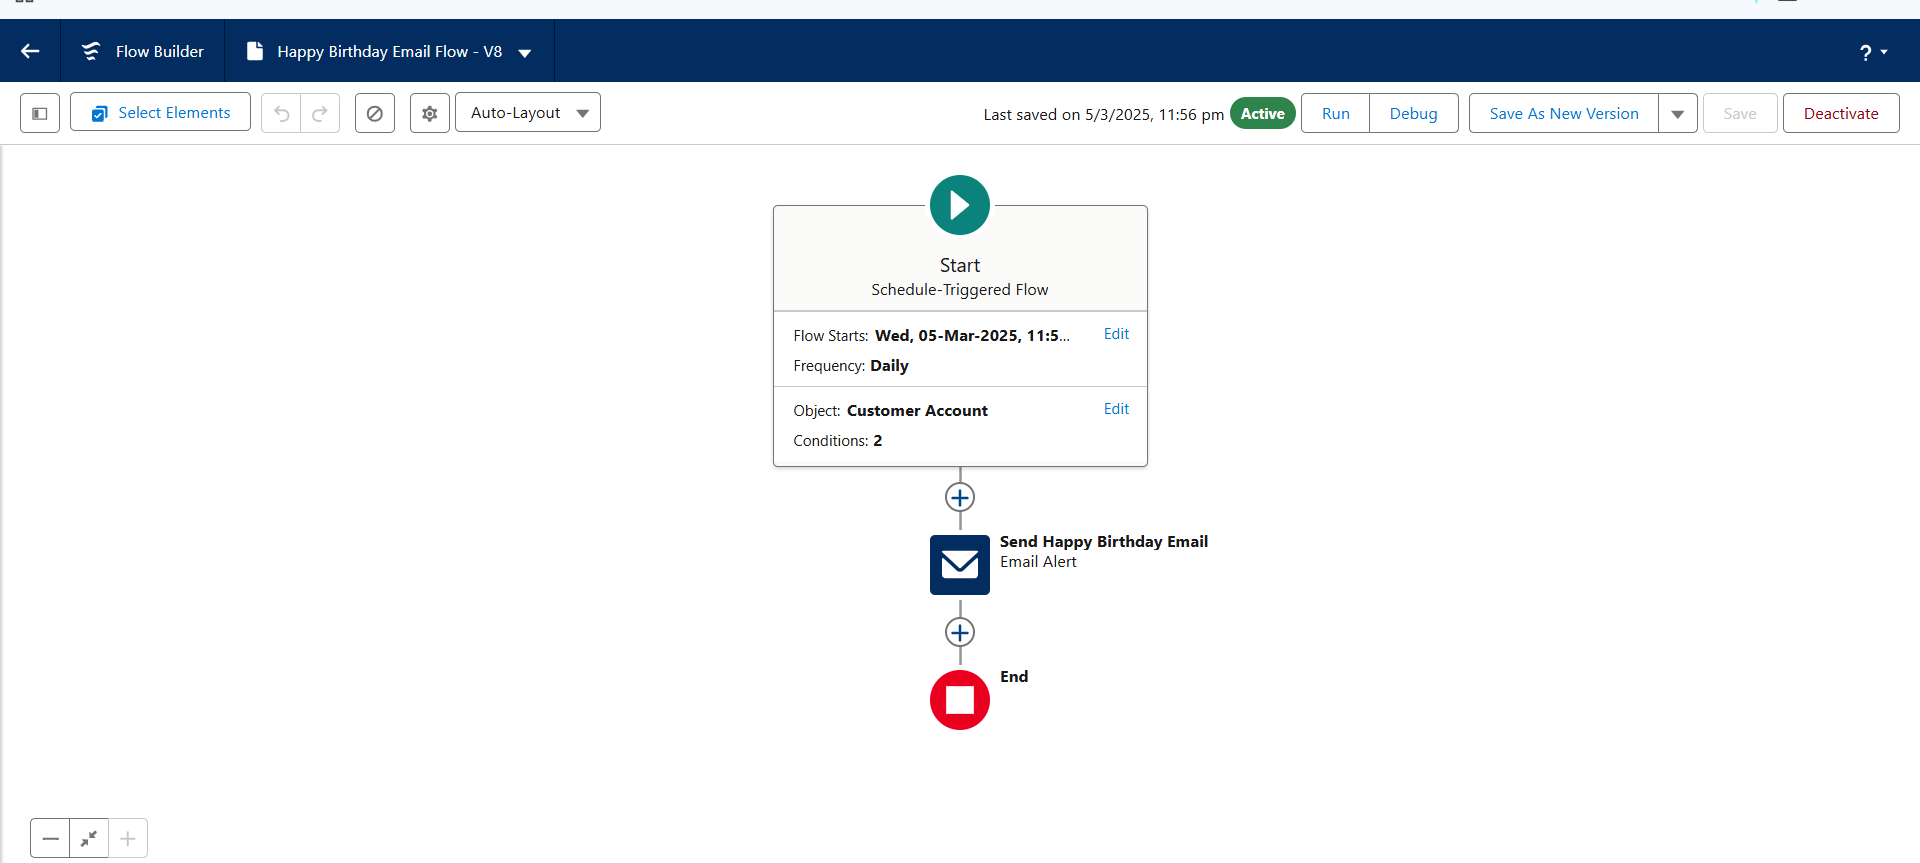 Flow Builder
Happy Birthday Email Flow - V8
?
Select Elements
Auto-Layout
Last saved on 5/3/2025, 11:56 pm
Active
Run
Debug
Save As New Version
Save
Deactivate
Start
Schedule-Triggered Flow
Flow Starts: Wed, 05-Mar-2025, 11:5...
Edit
Frequency: Daily
Object: Customer Account
Edit
Conditions: 2
Send Happy Birthday Email
Email Alert
End